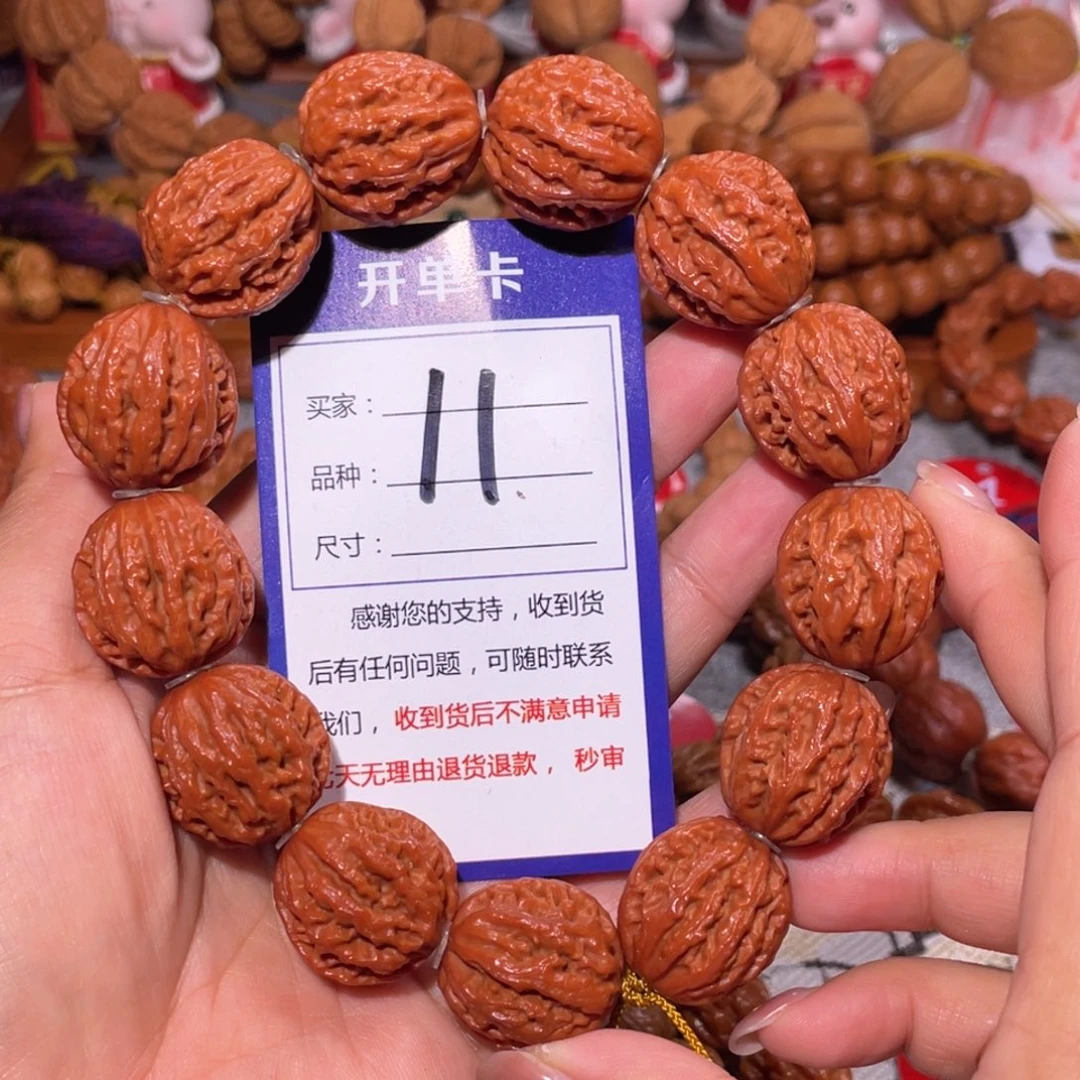 开单卡
买家：11
品种：
尺寸：
感谢您的支持，收到货
后有任何问题，可随时联系
我们，收到货后不满意申请
七天无理由退货退款，秒审